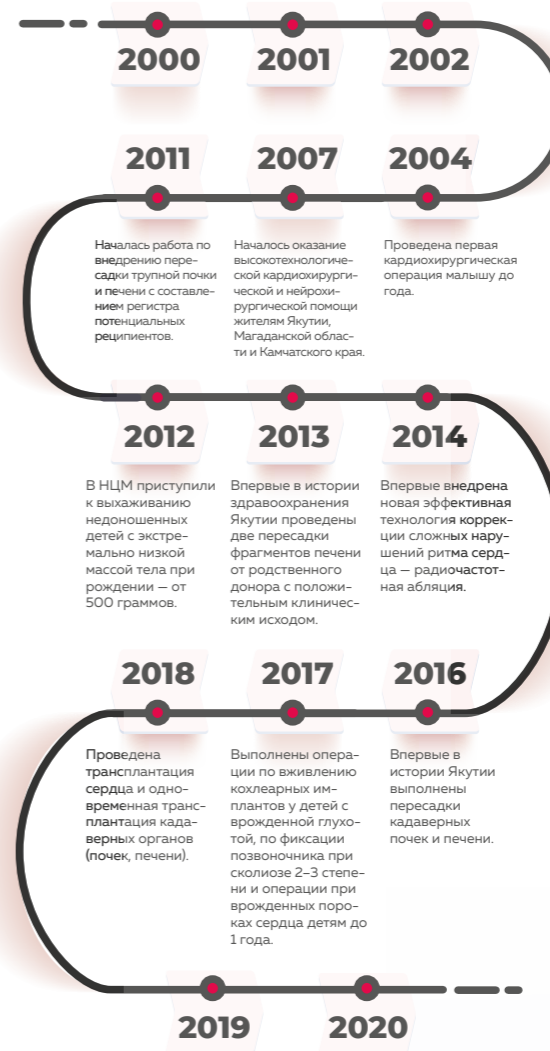 2000
2001
2002
2011
2007
2004
Началась работа по
внедрению пере-
садки трупной почки
и печени с составле-
нием регистра
потенциальных
реципиентов.
Началось оказание
высокотехнологиче-
ской кардиохирурги-
ческой и нейрохи-
рургической помощи
жителям Якутии,
Магаданской облас-
ти и Камчатского края.
Проведена первая
кардиохирургическая
операция малышу до
года.
2012
2013
2014
В НЦМ приступили
к выхаживанию
недоношенных
детей с экстре-
мально низкой
массой тела при
рождении — от
500 граммов.
Впервые в истории
здравоохранения
Якутии проведены
две пересадки
фрагментов печени
от родственного
донора с положи-
тельным клиничес-
ким исходом.
Впервые внедрена
новая эффективная
технология коррек-
ции сложных нару-
шений ритма серд-
ца — радиочастот-
ная абляция.
2018
2017
2016
Проведена
трансплантация
сердца и одно-
временная транс-
плантация када-
верных органов
(почек, печени).
Выполнены опера-
ции по вживлению
кохлеарных им-
плантов у детей с
врожденной глухо-
той, по фиксации
позвоночника при
сколиозе 2–3 степе-
ни и операции при
врожденных поро-
ках сердца детям до
1 года.
Впервые в
истории Якутии
выполнены
пересадки
кадаверных
почек и печени.
2019
2020